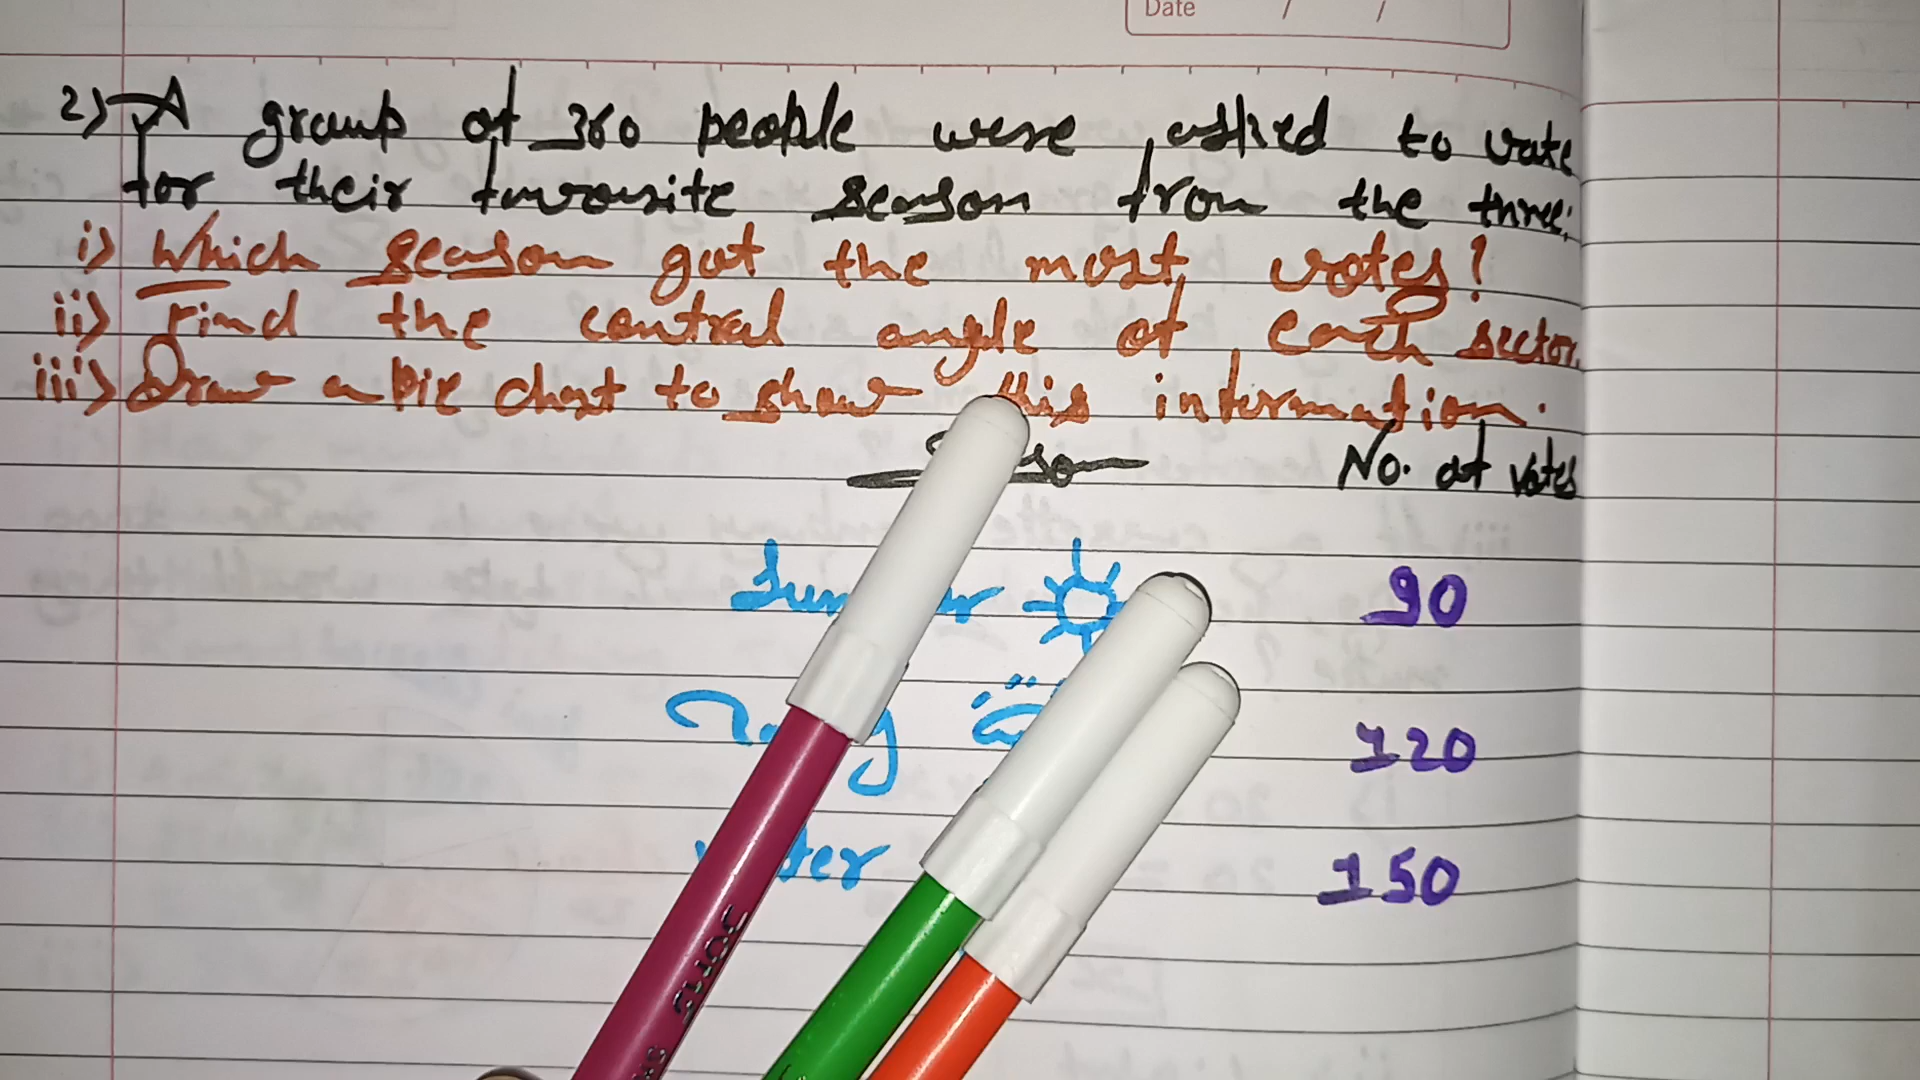 Date / /
2) A group of 360 people were asked to vote
for their favourite season from the three.
i) Which season got the most votes?
ii) Find the central angle of each sector.
iii) Draw a pie chart to show this information.
No. of votes
90
120
150